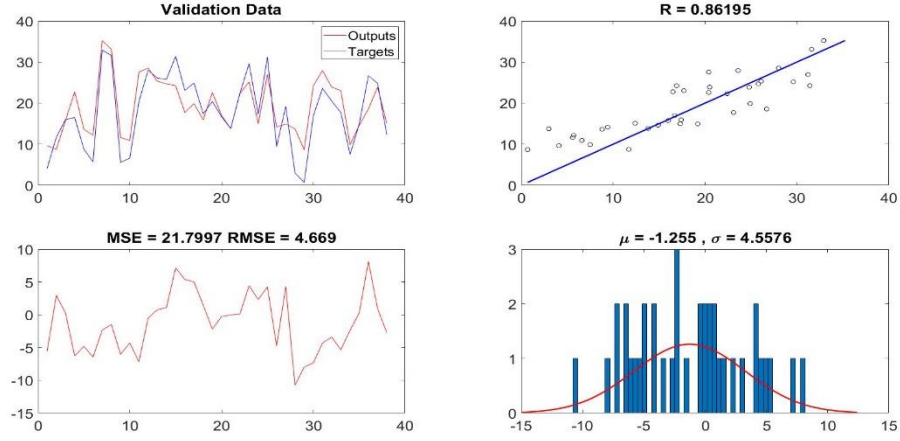 Validation Data
40
30
20
10
0
0 10 20 30 40
Outputs
Targets
R = 0.86195
40
30
20
10
0
0 10 20 30 40
MSE = 21.7997 RMSE = 4.669
10
5
0
-5
-10
-15
0 10 20 30 40
μ = -1.255 , σ = 4.5576
3
2
1
0
-15 -10 -5 0 5 10 15